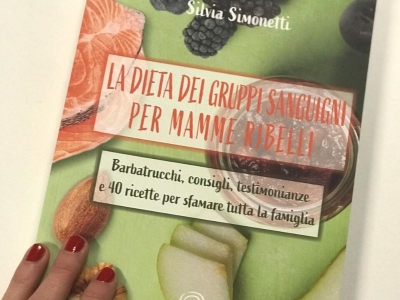 Silvia Simonetti
LA DIETA DEI GRUPPI SANGUIGNI
PER MAMME RIBELLI
Barbatrucchi, consigli, testimonianze
e 40 ricette per sfamare tutta la famiglia